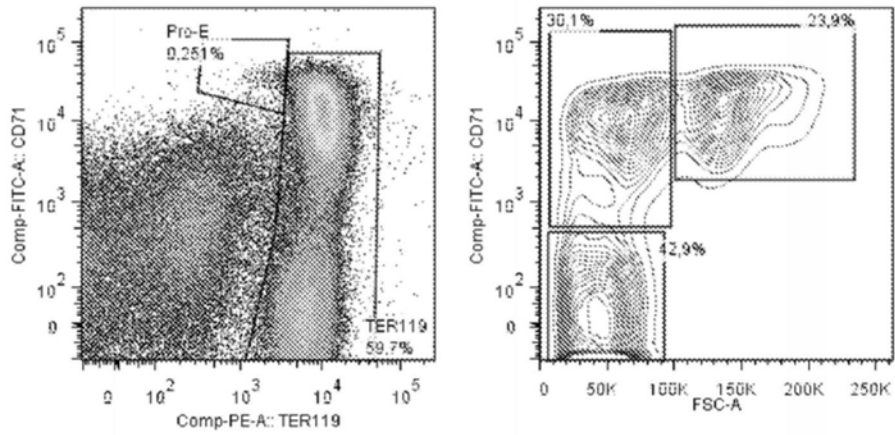 Pro-E
0,251%
10^5
10^4
10^3
10^2
0
Comp-FITC-A:: CD71
TER119
59,7%
0
10^2
10^3
10^4
10^5
Comp-PE-A:: TER119
30,1%
23,9%
10^5
10^4
10^3
10^2
0
Comp-FITC-A:: CD71
42,9%
0
50K
100K
150K
200K
250K
FSC-A